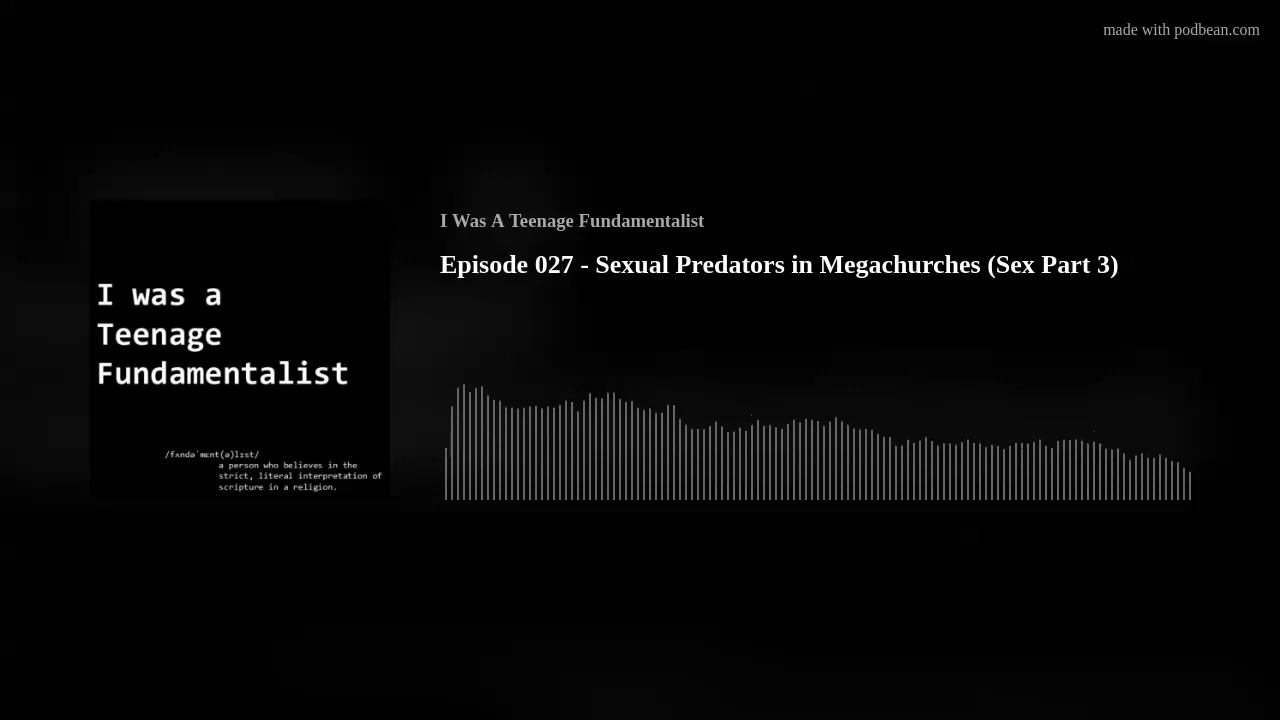 made with podbean.com
I Was A Teenage Fundamentalist
Episode 027 - Sexual Predators in Megachurches (Sex Part 3)
I was a
Teenage
Fundamentalist
/fʌndəˈmɛnt(ə)lɪst/
a person who believes in the
strict, literal interpretation of
scripture in a religion.